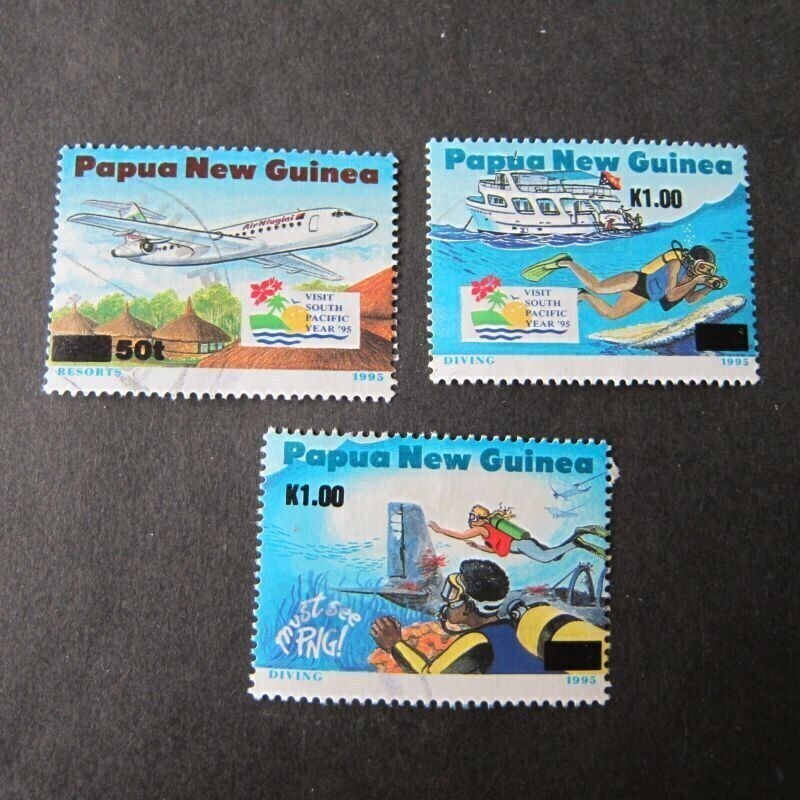 Papua New Guinea
Air Niugini
VISIT
SOUTH
PACIFIC
YEAR '95
50t
RESORTS 1995
Papua New Guinea
K1.00
VISIT
SOUTH
PACIFIC
YEAR '95
DIVING 1995
Papua New Guinea
K1.00
must see
PNG!
DIVING 1995